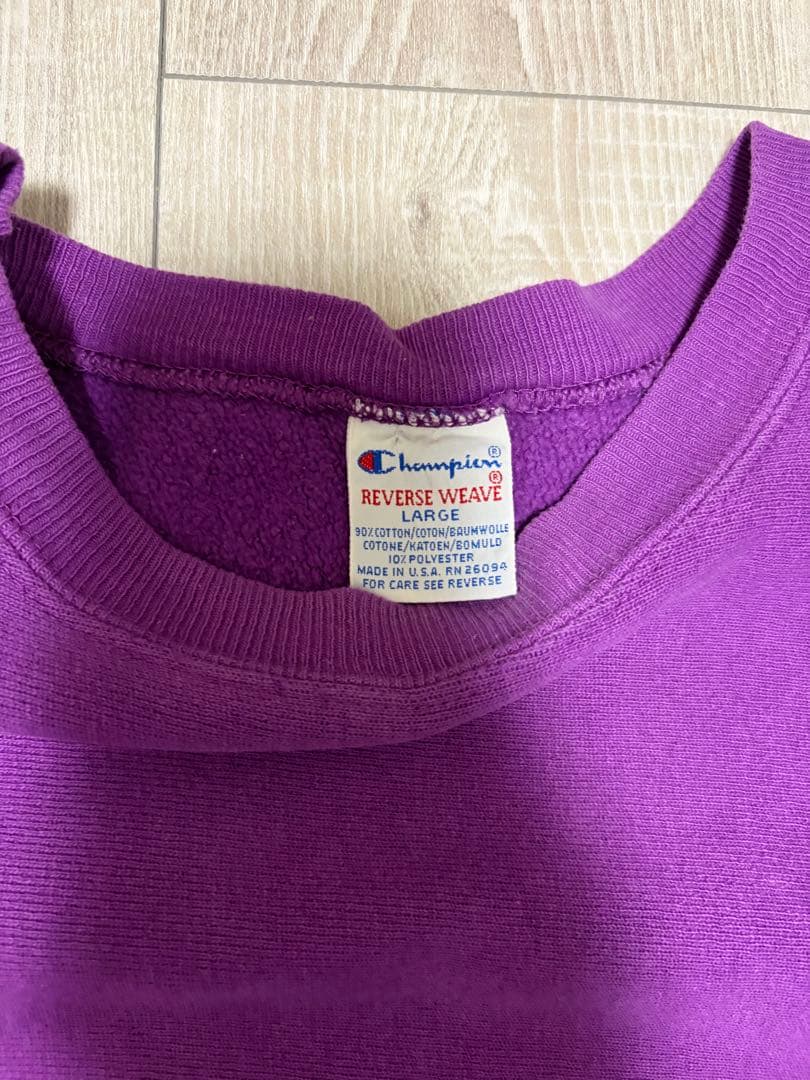 Champion®
REVERSE WEAVE®
LARGE
90% COTTON/COTON/BAUMWOLLE
COTONE/KATOEN/BOMULD
10% POLYESTER
MADE IN U.S.A. RN 26094
FOR CARE SEE REVERSE